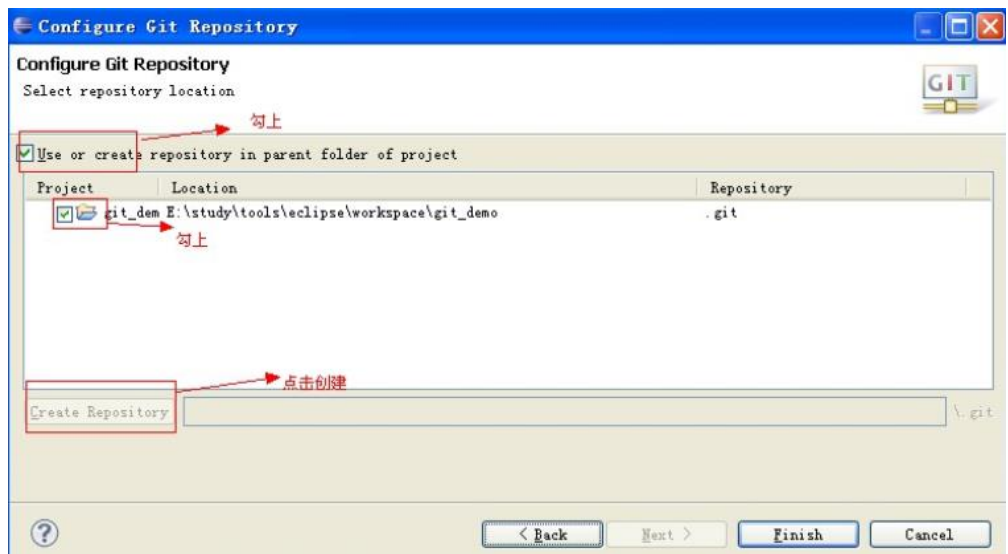 Configure Git Repository
Configure Git Repository
Select repository location
GIT
勾上
Use or create repository in parent folder of project
Project Location Repository
git_dem E:\study\tools\eclipse\workspace\git_demo .git
勾上
点击创建
Create Repository \.git
? < Back Next > Finish Cancel